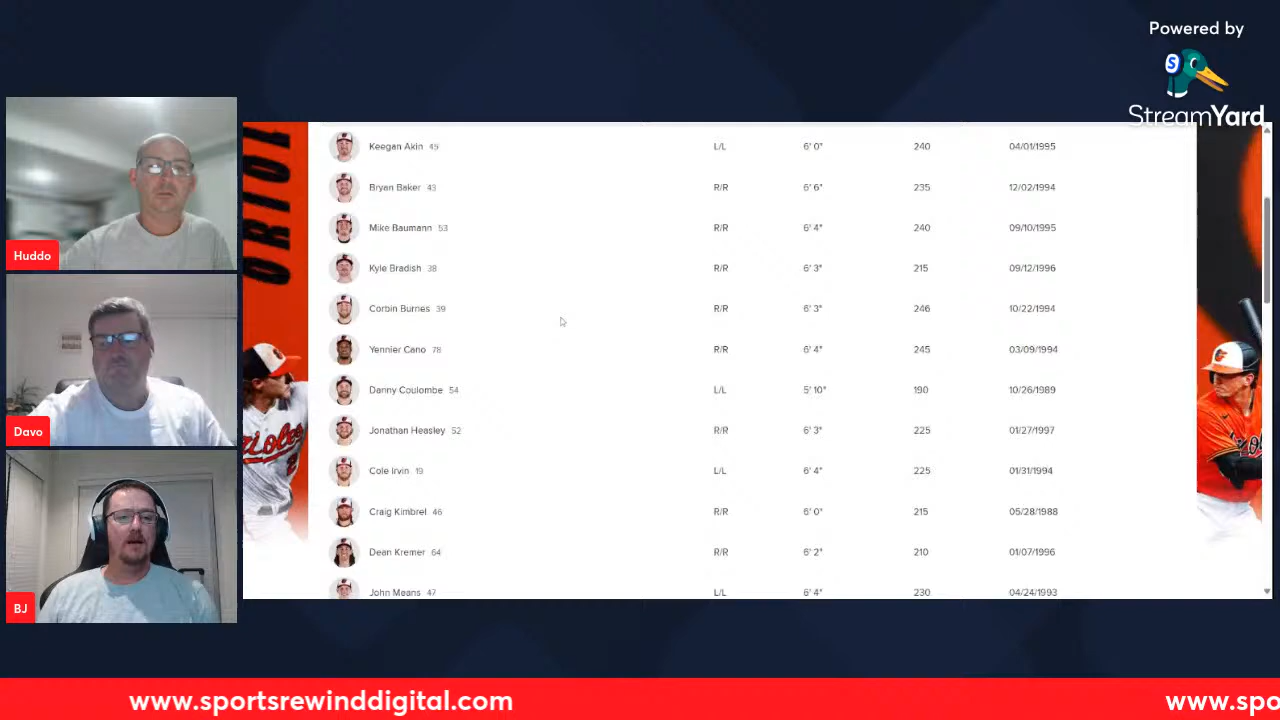 Powered by
StreamYard
Huddo
Davo
BJ
ORIOL
Keegan Akin 45 L/L 6' 0" 240 04/01/1995
Bryan Baker 43 R/R 6' 6" 235 12/02/1994
Mike Baumann 53 R/R 6' 4" 240 09/10/1995
Kyle Bradish 38 R/R 6' 3" 215 09/12/1996
Corbin Burnes 39 R/R 6' 3" 246 10/22/1994
Yennier Cano 78 R/R 6' 4" 245 03/09/1994
Danny Coulombe 54 L/L 5' 10" 190 10/26/1989
Jonathan Heasley 52 R/R 6' 3" 225 01/27/1997
Cole Irvin 19 L/L 6' 4" 225 01/31/1994
Craig Kimbrel 46 R/R 6' 0" 215 05/28/1988
Dean Kremer 64 R/R 6' 2" 210 01/07/1996
John Means 47 L/L 6' 4" 230 04/24/1993
www.sportsrewinddigital.com
www.spo